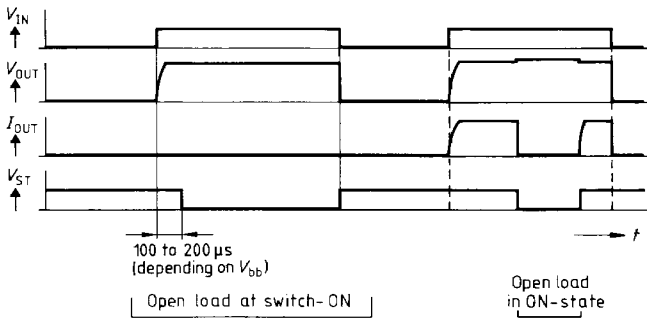 V_IN
V_OUT
I_OUT
V_ST
t
100 to 200 µs
(depending on V_bb)
Open load at switch-ON
Open load
in ON-state